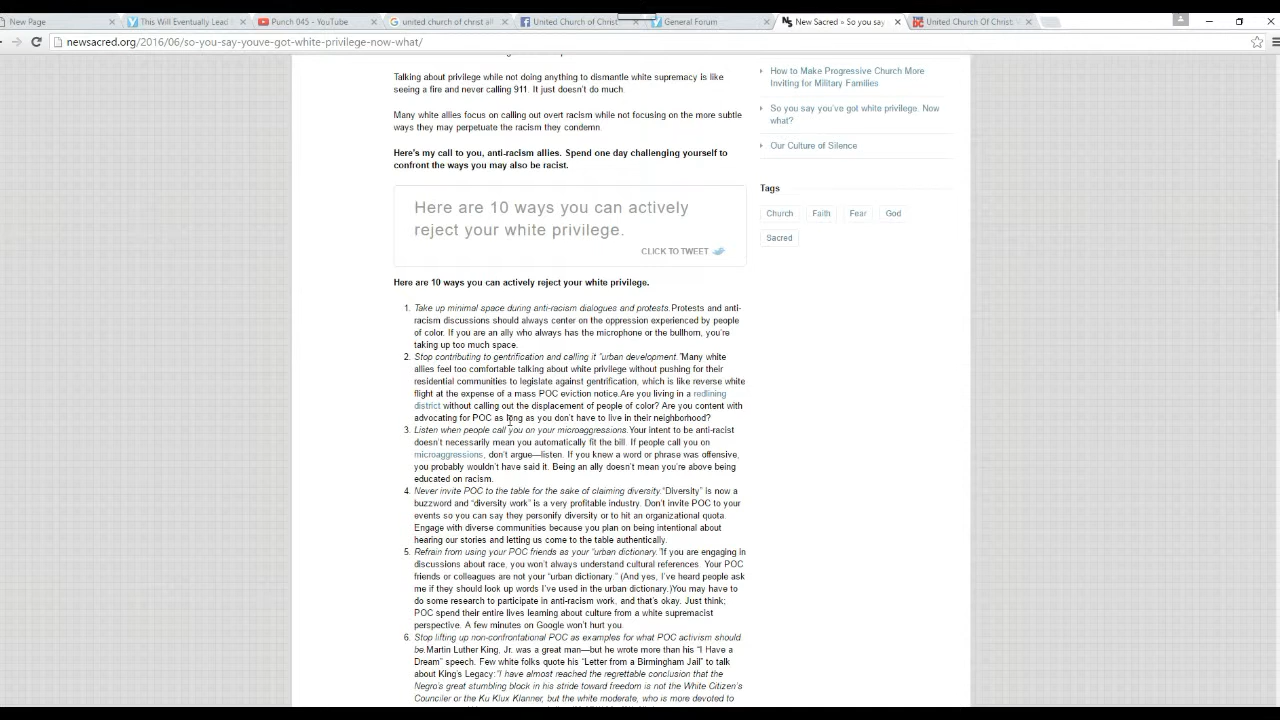 New Page
This Will Eventually Lead
Punch 045 - YouTube
united church of christ all
United Church of Christ
General Forum
New Sacred » So you say
United Church Of Christ:
newsacred.org/2016/06/so-you-say-youve-got-white-privilege-now-what/
Talking about privilege while not doing anything to dismantle white supremacy is like
seeing a fire and never calling 911. It just doesn't do much.
Many white allies focus on calling out overt racism while not focusing on the more subtle
ways they may perpetuate the racism they condemn.
Here's my call to you, anti-racism allies. Spend one day challenging yourself to
confront the ways you may also be racist.
Here are 10 ways you can actively
reject your white privilege.
CLICK TO TWEET
Here are 10 ways you can actively reject your white privilege.
1. Take up minimal space during anti-racism dialogues and protests.Protests and anti-
racism discussions should always center on the oppression experienced by people
of color. If you are an ally who always has the microphone or the bullhorn, you're
taking up too much space.
2. Stop contributing to gentrification and calling it "urban development."Many white
allies feel too comfortable talking about white privilege without pushing for their
residential communities to legislate against gentrification, which is like reverse white
flight at the expense of a mass POC eviction notice.Are you living in a redlining
district without calling out the displacement of people of color? Are you content with
advocating for POC as long as you don't have to live in their neighborhood?
3. Listen when people call you on your microaggressions.Your intent to be anti-racist
doesn't necessarily mean you automatically fit the bill. If people call you on
microaggressions, don't argue—listen. If you knew a word or phrase was offensive,
you probably wouldn't have said it. Being an ally doesn't mean you're above being
educated on racism.
4. Never invite POC to the table for the sake of claiming diversity."Diversity" is now a
buzzword and "diversity work" is a very profitable industry. Don't invite POC to your
events so you can say they personify diversity or to hit an organizational quota.
Engage with diverse communities because you plan on being intentional about
hearing our stories and letting us come to the table authentically.
5. Refrain from using your POC friends as your "urban dictionary."If you are engaging in
discussions about race, you won't always understand cultural references. Your POC
friends or colleagues are not your "urban dictionary." (And yes, I've heard people ask
me if they should look up words I've used in the urban dictionary.)You may have to
do some research to participate in anti-racism work, and that's okay. Just think;
POC spend their entire lives learning about culture from a white supremacist
perspective. A few minutes on Google won't hurt you.
6. Stop lifting up non-confrontational POC as examples for what POC activism should
be.Martin Luther King, Jr. was a great man—but he wrote more than his "I Have a
Dream" speech. Few white folks quote his "Letter from a Birmingham Jail" to talk
about King's Legacy:"I have almost reached the regrettable conclusion that the
Negro's great stumbling block in his stride toward freedom is not the White Citizen's
Counciler or the Ku Klux Klanner, but the white moderate, who is more devoted to
How to Make Progressive Church More
Inviting for Military Families
So you say you've got white privilege. Now
what?
Our Culture of Silence
Tags
Church
Faith
Fear
God
Sacred